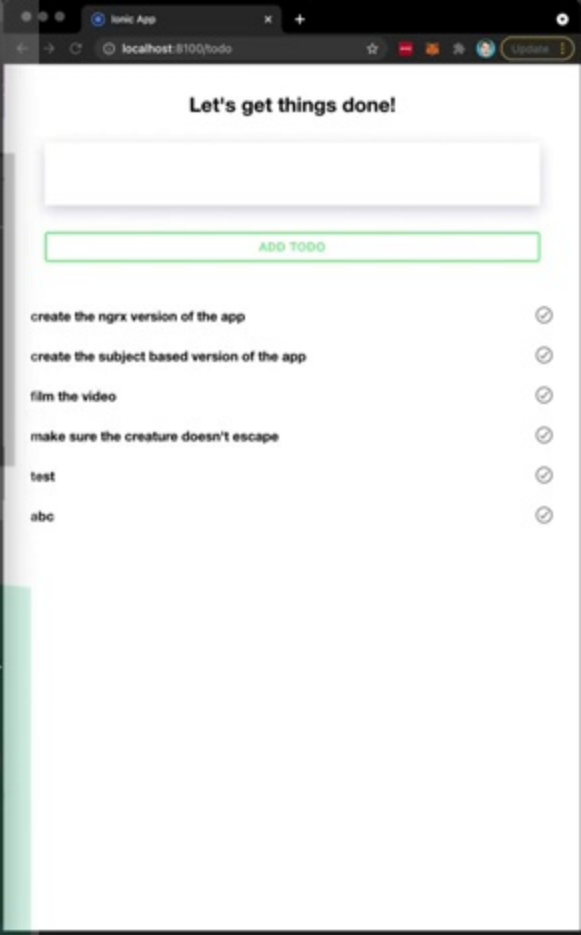 Ionic App
localhost:8100/todo
Update
Let's get things done!
ADD TODO
create the ngrx version of the app
create the subject based version of the app
film the video
make sure the creature doesn't escape
test
abc